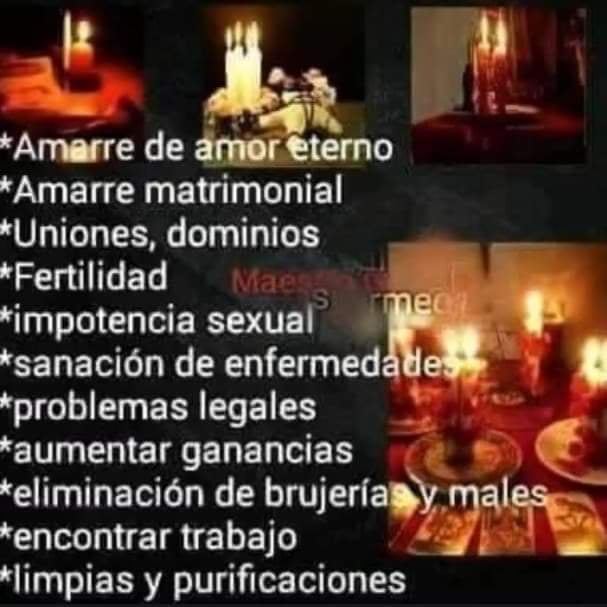 *Amarre de amor eterno
*Amarre matrimonial
*Uniones, dominios
*Fertilidad
*impotencia sexual
*sanación de enfermedades
*problemas legales
*aumentar ganancias
*eliminación de brujerías y males
*encontrar trabajo
*limpias y purificaciones